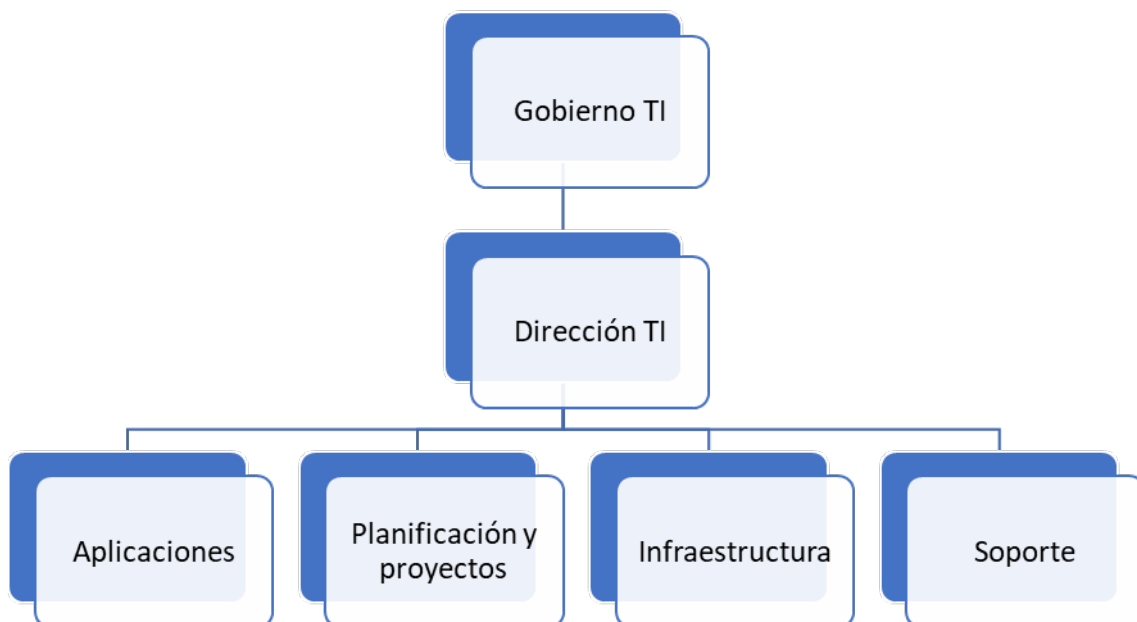 Gobierno TI
Dirección TI
Aplicaciones
Planificación y
proyectos
Infraestructura
Soporte